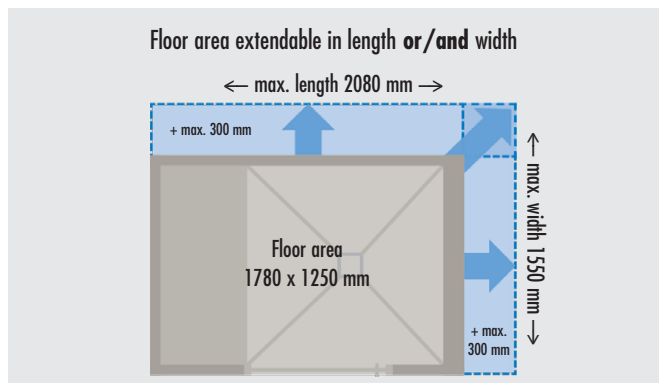 Floor area extendable in length or/and width
← max. length 2080 mm →
+ max. 300 mm
← max. width 1550 mm →
Floor area
1780 x 1250 mm
+ max.
300 mm